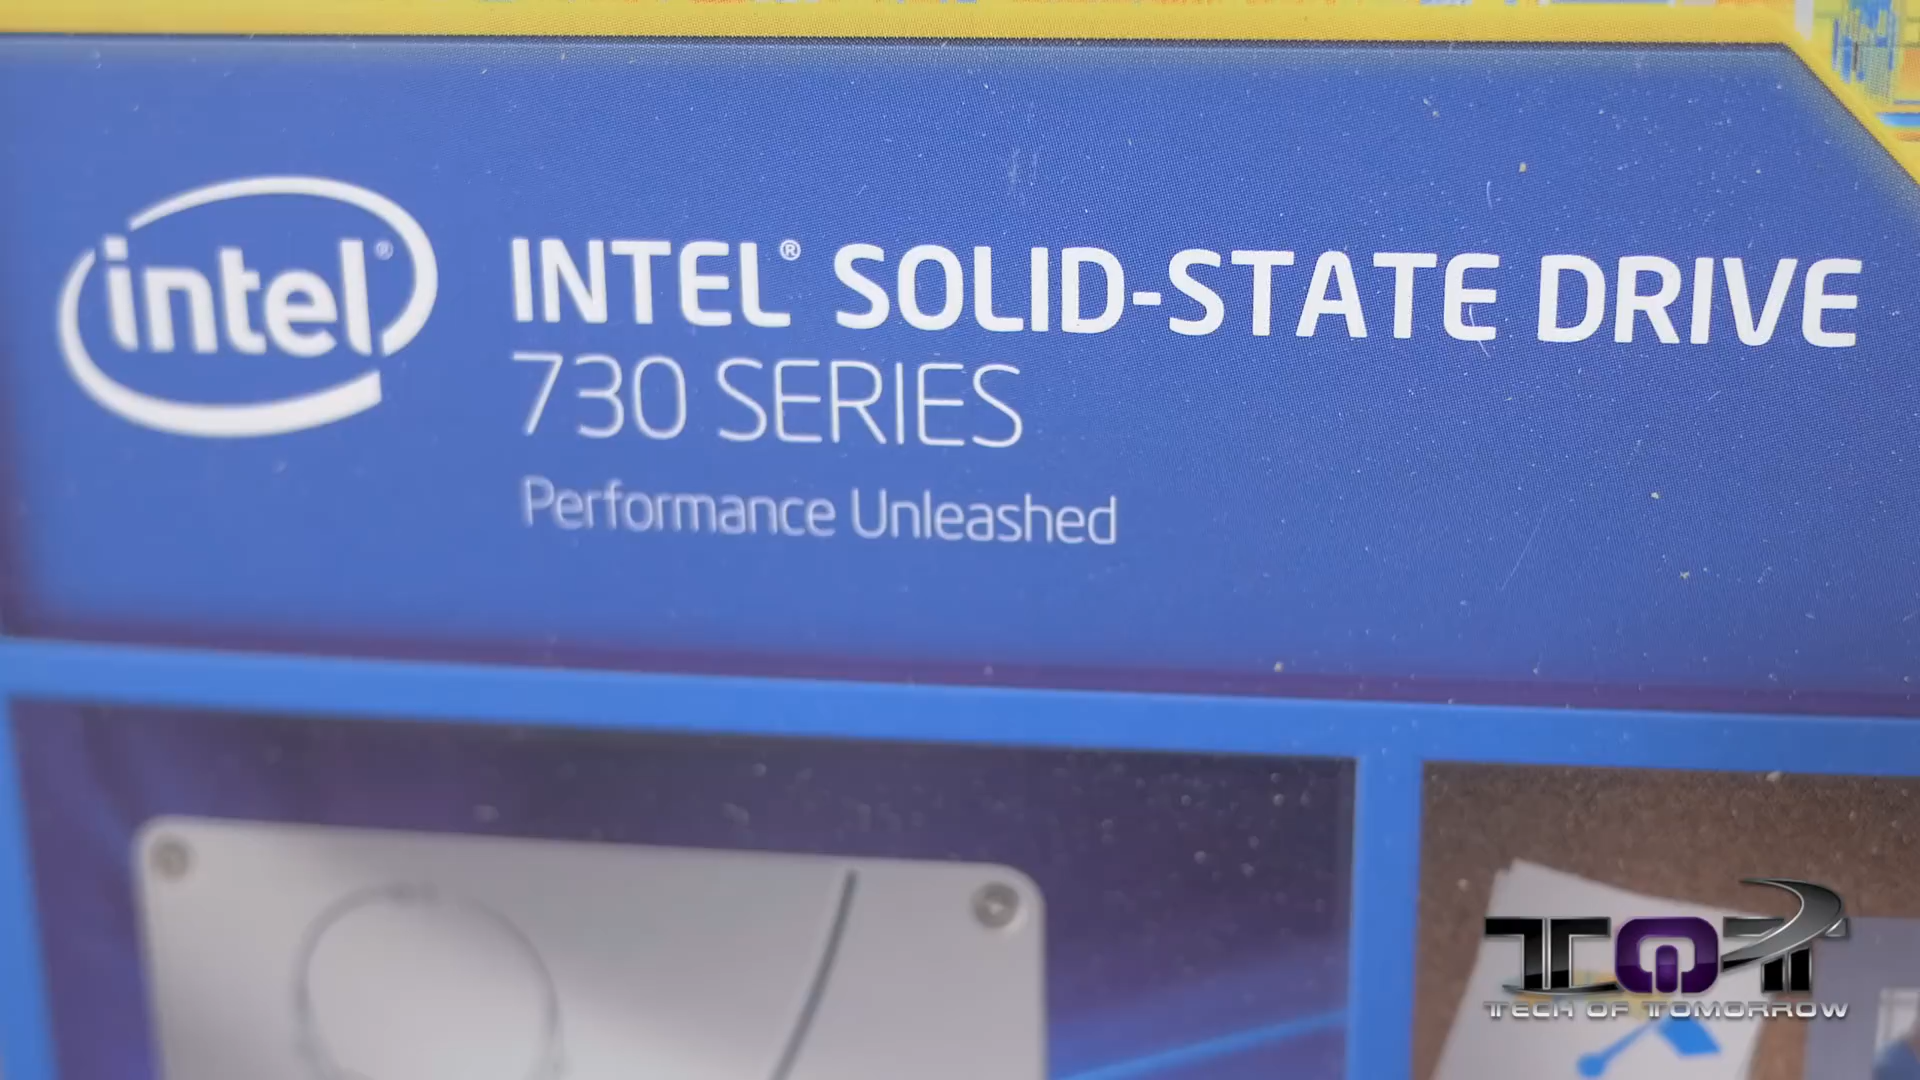 intel®
INTEL® SOLID-STATE DRIVE
730 SERIES
Performance Unleashed
TOT
TECH OF TOMORROW